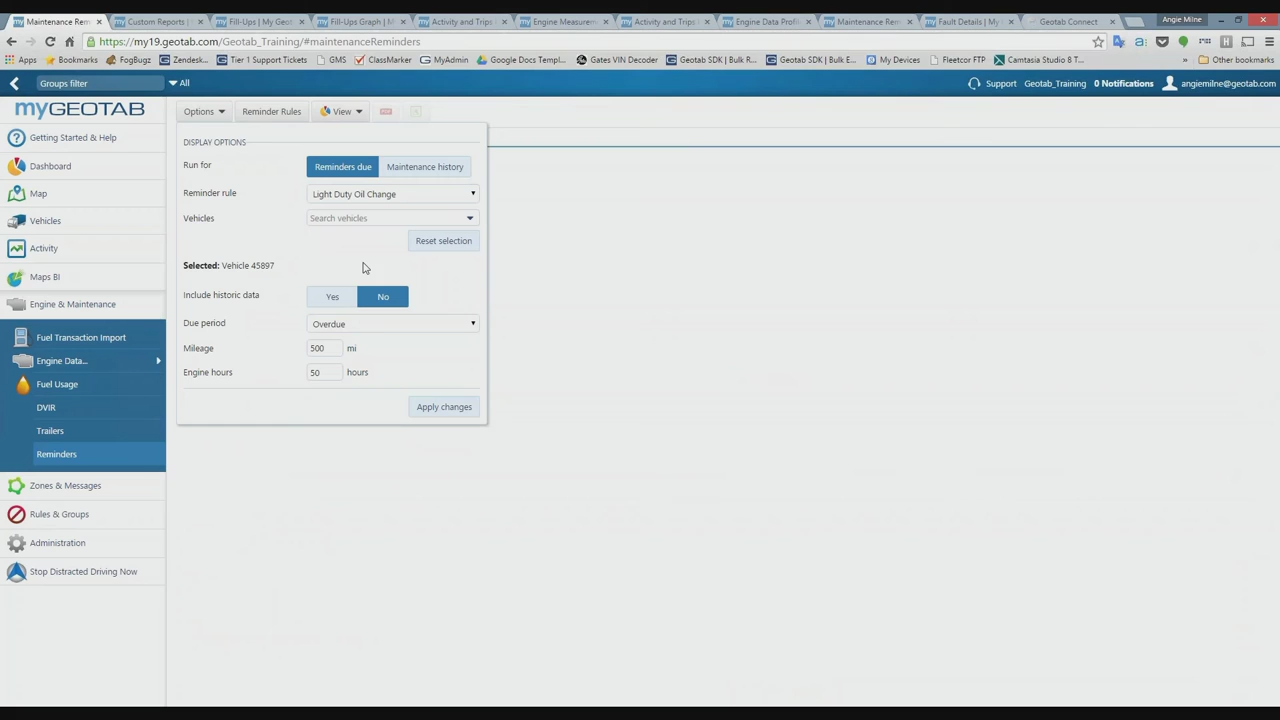 Maintenance Rem
Custom Reports |
Fill-Ups | My Geot
Fill-Ups Graph | M
Activity and Trips
Engine Measurem
Activity and Trips
Engine Data Profil
Maintenance Rem
Fault Details | My
Geotab Connect
Angie Milne
https://my19.geotab.com/Geotab_Training/#maintenanceReminders
Apps
Bookmarks
FogBugz
Zendesk...
Tier 1 Support Tickets
GMS
ClassMarker
MyAdmin
Google Docs Templ...
Gates VIN Decoder
Geotab SDK | Bulk R...
Geotab SDK | Bulk E...
My Devices
Fleetcor FTP
Camtasia Studio 8 T...
Other bookmarks
Groups filter
All
Support
Geotab_Training
0 Notifications
angiemilne@geotab.com
myGEOTAB
Getting Started & Help
Dashboard
Map
Vehicles
Activity
Maps BI
Engine & Maintenance
Fuel Transaction Import
Engine Data...
Fuel Usage
DVIR
Trailers
Reminders
Zones & Messages
Rules & Groups
Administration
Stop Distracted Driving Now
Options
Reminder Rules
View
DISPLAY OPTIONS
Run for
Reminders due
Maintenance history
Reminder rule
Light Duty Oil Change
Vehicles
Search vehicles
Reset selection
Selected: Vehicle 45897
Include historic data
Yes
No
Due period
Overdue
Mileage
500
mi
Engine hours
50
hours
Apply changes